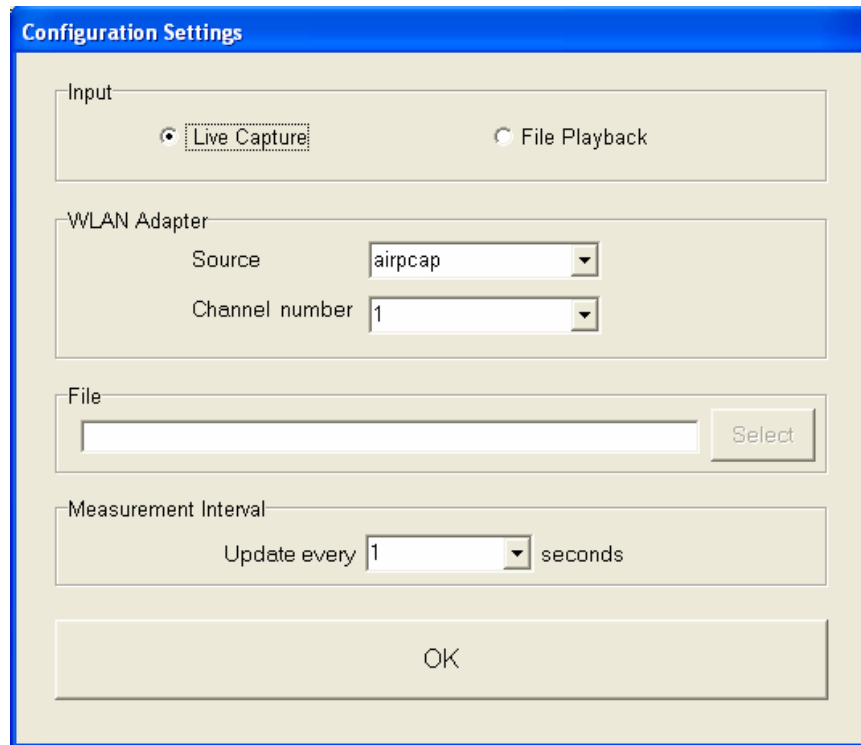 Configuration Settings
Input
Live Capture File Playback
WLAN Adapter
Source airpcap
Channel number 1
File
Select
Measurement Interval
Update every 1 seconds
OK